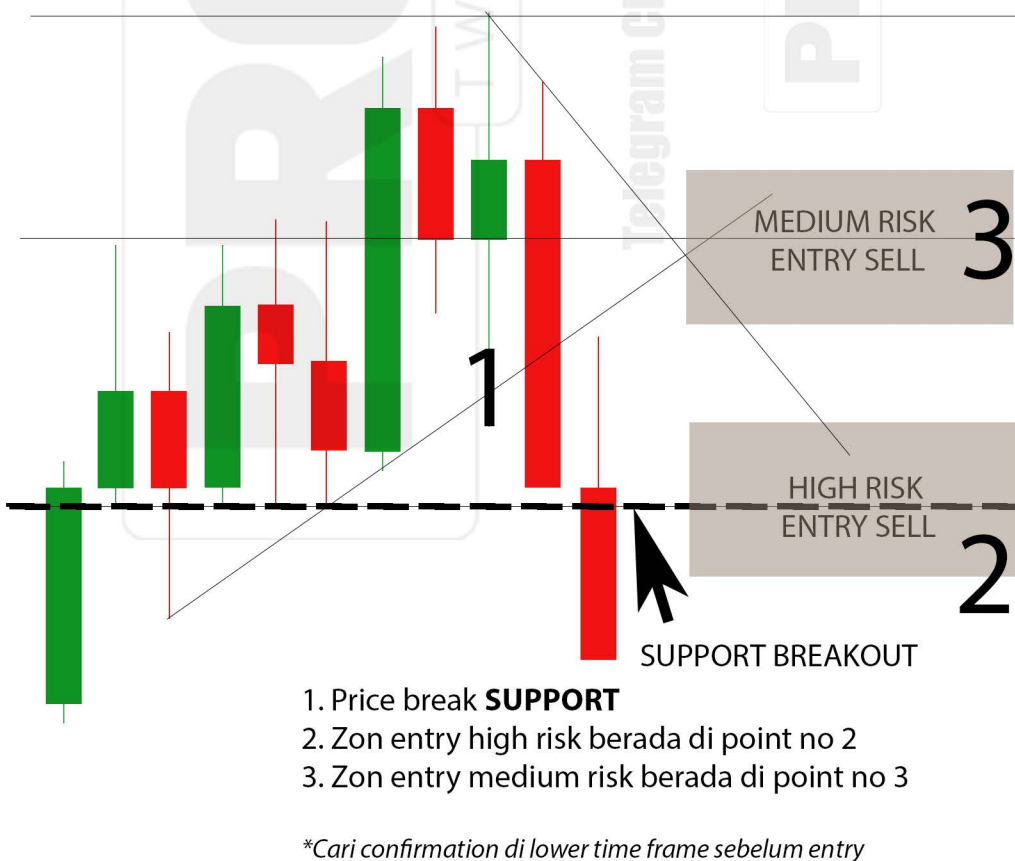 MEDIUM RISK
ENTRY SELL
3
1
HIGH RISK
ENTRY SELL
2
SUPPORT BREAKOUT
1. Price break SUPPORT
2. Zon entry high risk berada di point no 2
3. Zon entry medium risk berada di point no 3
*Cari confirmation di lower time frame sebelum entry